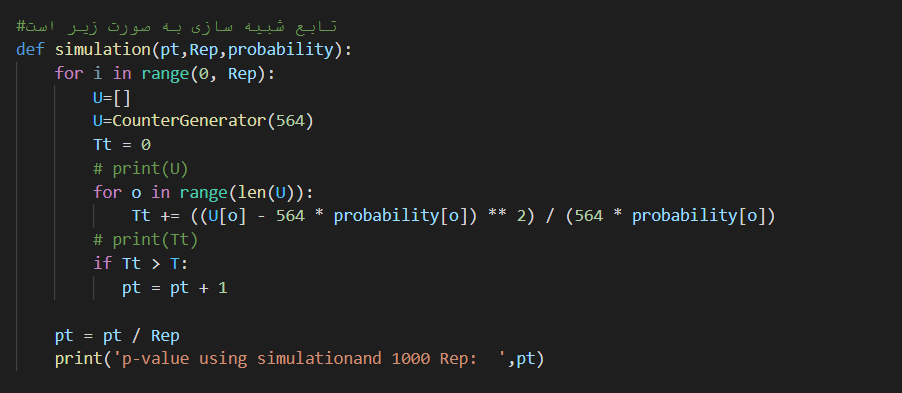 #تابع شبیه سازی به صورت زیر است
def simulation(pt,Rep,probability):
    for i in range(0, Rep):
        U=[]
        U=CounterGenerator(564)
        Tt = 0
        # print(U)
        for o in range(len(U)):
            Tt += ((U[o] - 564 * probability[o]) ** 2) / (564 * probability[o])
        # print(Tt)
        if Tt > T:
           pt = pt + 1
    pt = pt / Rep
    print('p-value using simulationand 1000 Rep:  ',pt)